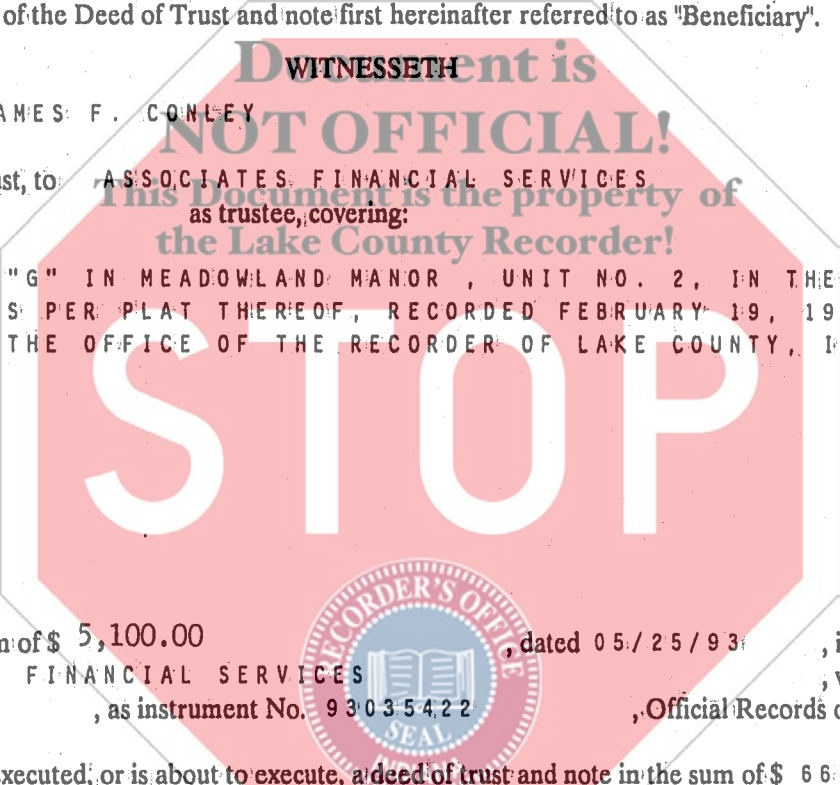 of the Deed of Trust and note first hereinafter referred to as "Beneficiary".
Document is
WITNESSETH
AMES F. CONLEY
NOT OFFICIAL!
ust, to ASSOCIATES FINANCIAL SERVICES
This Document is the property of
as trustee, covering:
the Lake County Recorder!
"G" IN MEADOWLAND MANOR , UNIT NO. 2, IN THE
S PER PLAT THEREOF, RECORDED FEBRUARY 19, 19
THE OFFICE OF THE RECORDER OF LAKE COUNTY, I
STOP
RECORDER'S OFFICE
m of $ 5,100.00 , dated 05/25/93 , i
FINANCIAL SERVICES , v
, as instrument No. 93035422 , Official Records o
SEAL
INDIANA
xecuted, or is about to execute, a deed of trust and note in the sum of $ 66